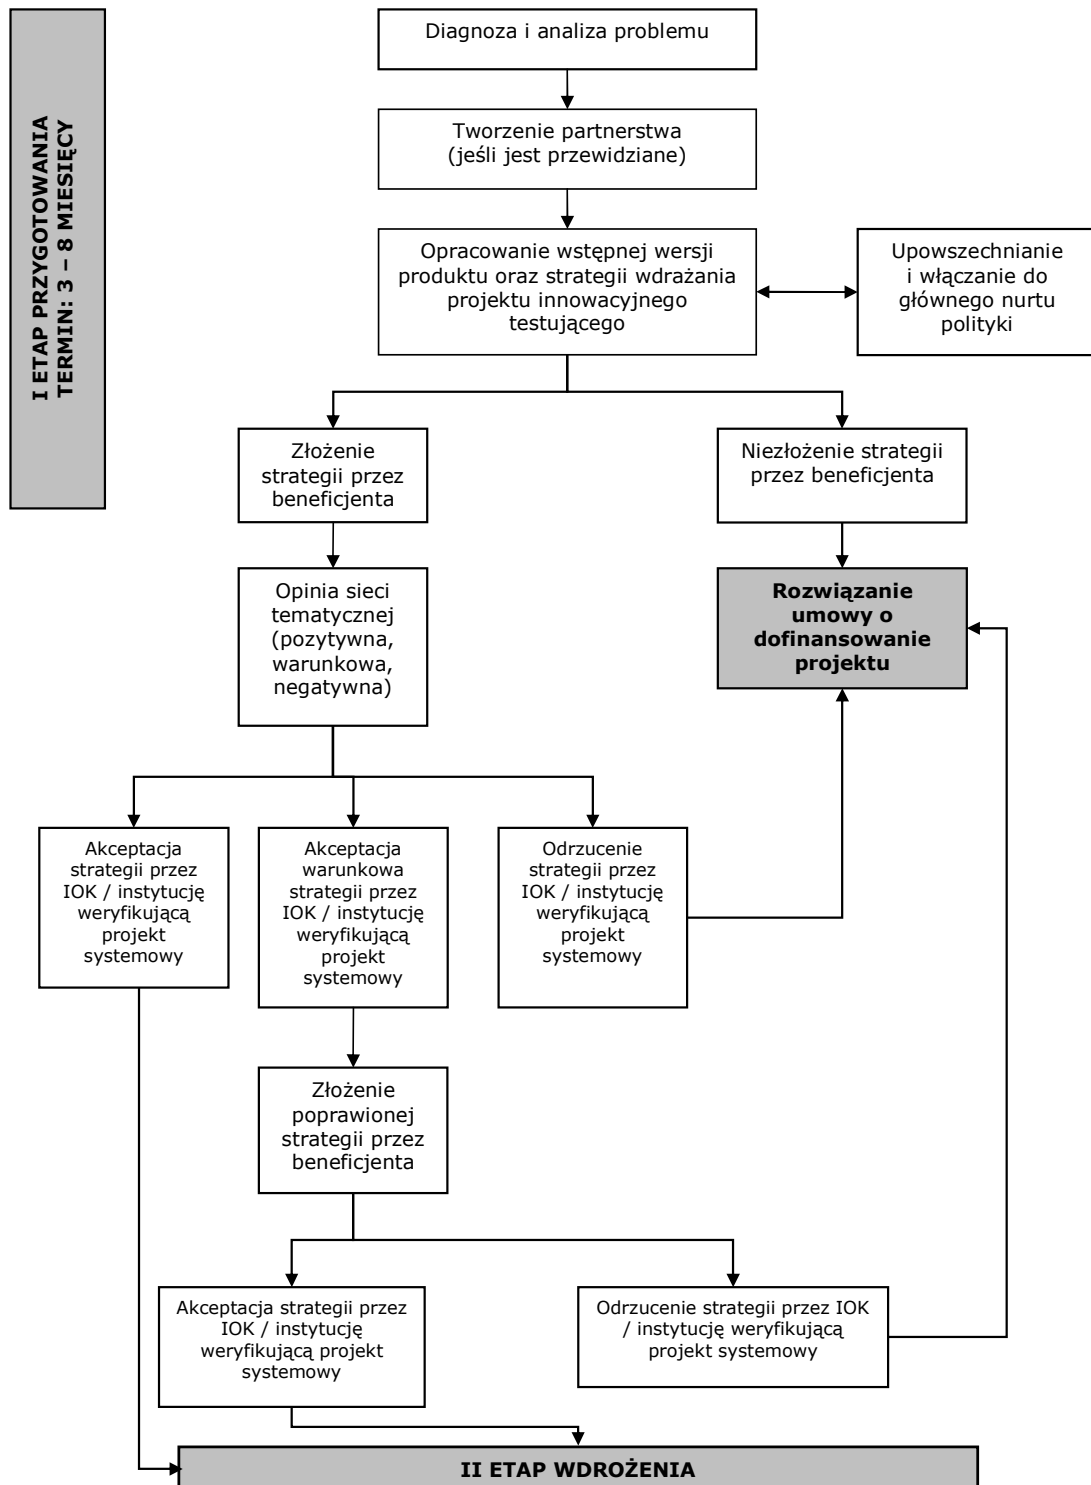 I ETAP PRZYGOTOWANIA
TERMIN: 3 – 8 MIESIĘCY
Diagnoza i analiza problemu
Tworzenie partnerstwa
(jeśli jest przewidziane)
Opracowanie wstępnej wersji
produktu oraz strategii wdrażania
projektu innowacyjnego
testującego
Upowszechnianie
i włączanie do
głównego nurtu
polityki
Złożenie
strategii przez
beneficjenta
Niezłożenie strategii
przez beneficjenta
Opinia sieci
tematycznej
(pozytywna,
warunkowa,
negatywna)
Rozwiązanie
umowy o
dofinansowanie
projektu
Akceptacja
strategii przez
IOK / instytucję
weryfikującą
projekt
systemowy
Akceptacja
warunkowa
strategii przez
IOK / instytucję
weryfikującą
projekt
systemowy
Odrzucenie
strategii przez
IOK / instytucję
weryfikującą
projekt
systemowy
Złożenie
poprawionej
strategii przez
beneficjenta
Akceptacja strategii przez
IOK / instytucję
weryfikującą projekt
systemowy
Odrzucenie strategii przez IOK
/ instytucję weryfikującą
projekt systemowy
II ETAP WDROŻENIA